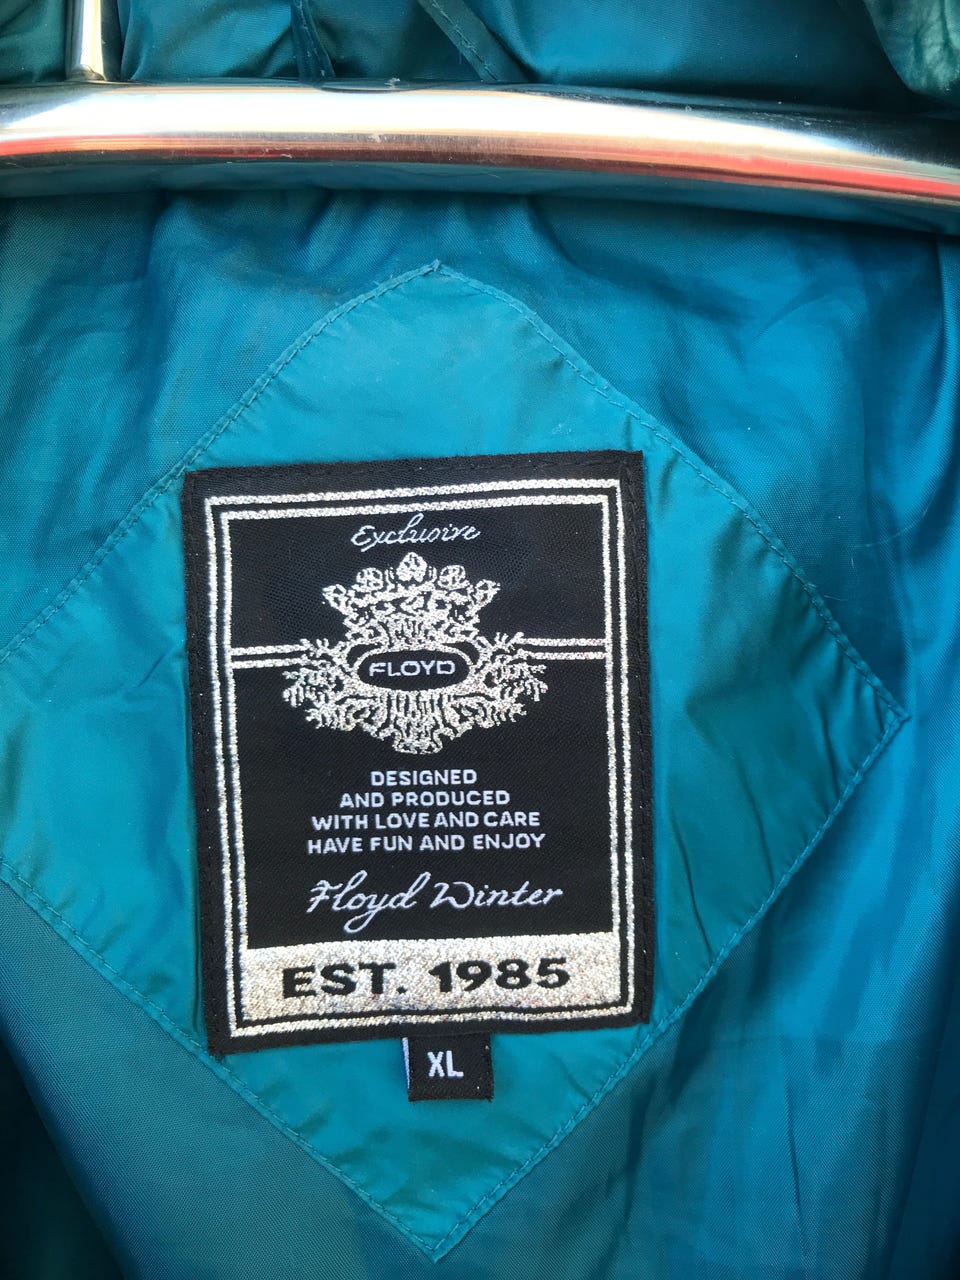 Exclusive
FLOYD
DESIGNED
AND PRODUCED
WITH LOVE AND CARE
HAVE FUN AND ENJOY
Floyd Winter
EST. 1985
XL